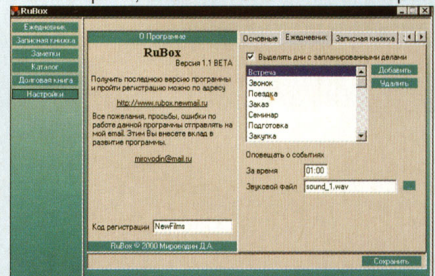 RuBox
Ежедневник
Записная книжка
Заметки
Каталог
Долговая книга
Настройки
О Программе
RuBox
Версия 1.1 BETA
Получить последнюю версию программы
и пройти регистрацию можно по адресу
http://www.rubox.newmail.ru
Все пожелания, просьбы, ошибки по
работе данной программы отправлять на
мой email. Этим Вы внесете вклад в
развитие программы.
mirovodin@mail.ru
Код регистрации NewFilms
RuBox © 2000 Мироводин Д.А.
Основные Ежедневник Записная книжка
Выделять дни с запланированными делами
Встреча
Звонок
Поездка
Заказ
Семинар
Подготовка
Закупка
Добавить
Удалить
Оповещать о событиях
За время 01:00
Звуковой файл sound_1.wav
Сохранить